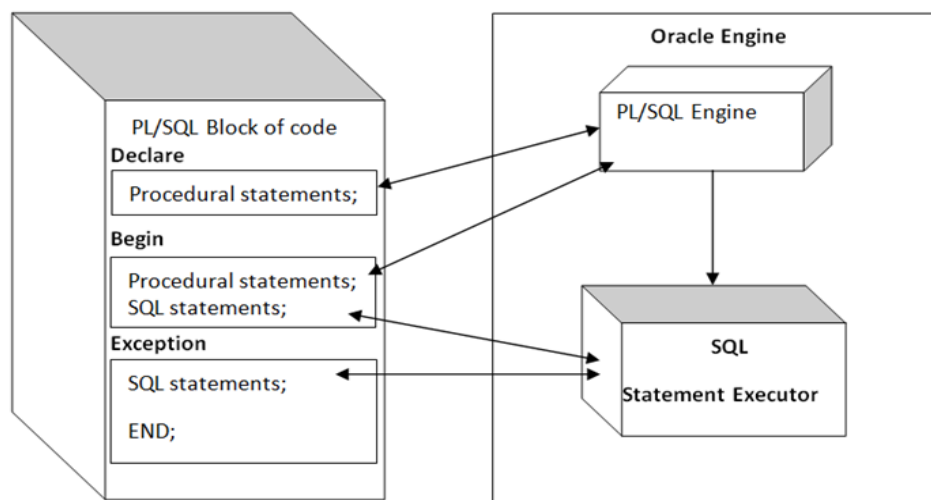 PL/SQL Block of code
Declare
Procedural statements;
Begin
Procedural statements;
SQL statements;
Exception
SQL statements;
END;
Oracle Engine
PL/SQL Engine
SQL
Statement Executor